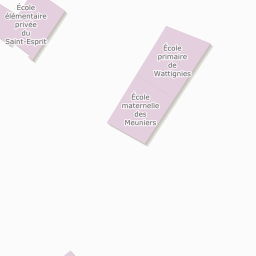 École
élémentaire
privée
du
Saint-Esprit
École
primaire
de
Wattignies
École
maternelle
des
Meuniers